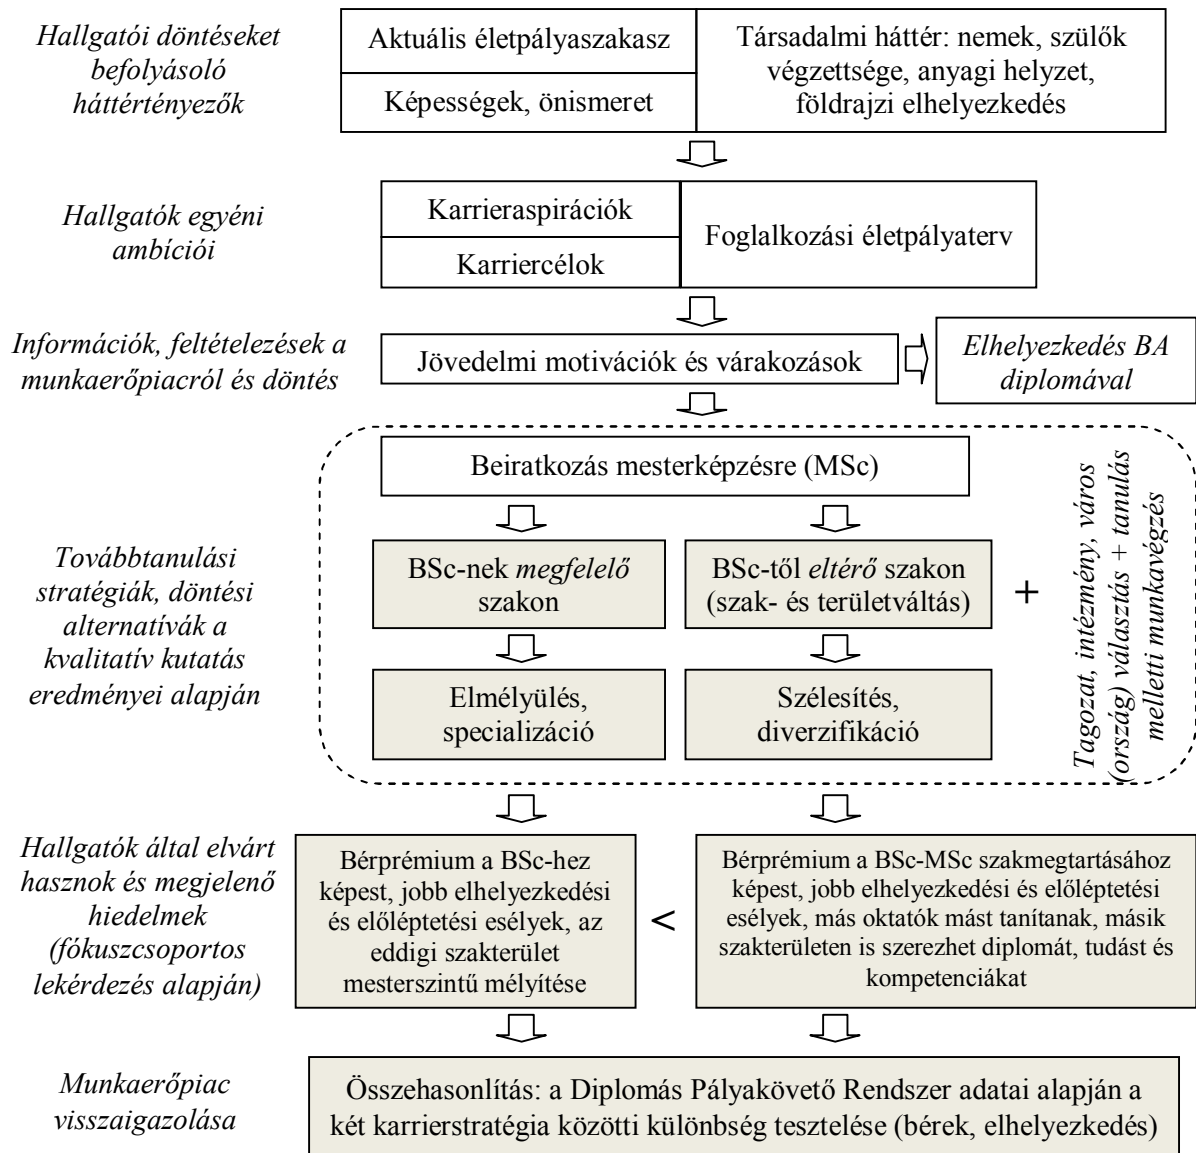 Hallgatói döntéseket
befolyásoló
háttértényezők
Aktuális életpályaszakasz
Képességek, önismeret
Társadalmi háttér: nemek, szülők
végzettsége, anyagi helyzet,
földrajzi elhelyezkedés
Hallgatók egyéni
ambíciói
Karrieraspirációk
Karriercélok
Foglalkozási életpályaterv
Információk, feltételezések a
munkaerőpiacról és döntés
Jövedelmi motivációk és várakozások
Elhelyezkedés BA
diplomával
Továbbtanulási
stratégiák, döntési
alternatívák a
kvalitatív kutatás
eredményei alapján
Beiratkozás mesterképzésre (MSc)
BSc-nek megfelelő
szakon
BSc-től eltérő szakon
(szak- és területváltás)
Elmélyülés,
specializáció
Szélesítés,
diverzifikáció
+
Tagozat, intézmény, város
(ország) választás + tanulás
melletti munkavégzés
Hallgatók által elvárt
hasznok és megjelenő
hiedelmek
(fókuszcsoportos
lekérdezés alapján)
Bérprémium a BSc-hez
képest, jobb elhelyezkedési
és előléptetési esélyek, az
eddigi szakterület
mesterszintű mélyítése
<
Bérprémium a BSc-MSc szakmegtartásához
képest, jobb elhelyezkedési és előléptetési
esélyek, más oktatók mást tanítanak, másik
szakterületen is szerezhet diplomát, tudást és
kompetenciákat
Munkaerőpiac
visszaigazolása
Összehasonlítás: a Diplomás Pályakövető Rendszer adatai alapján a
két karrierstratégia közötti különbség tesztelése (bérek, elhelyezkedés)